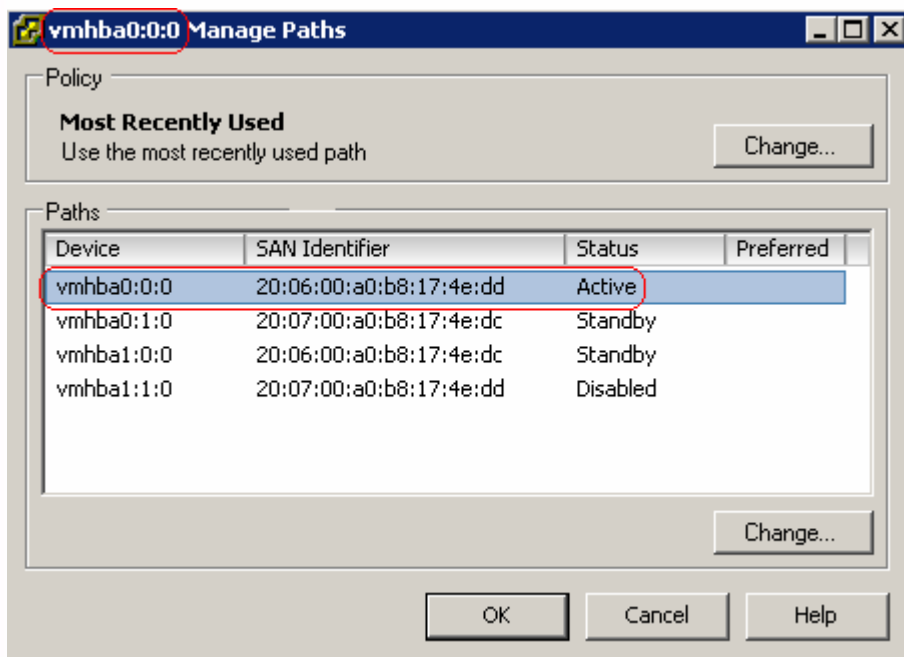 vmhba0:0:0 Manage Paths
Policy
Most Recently Used
Use the most recently used path
Change...
Paths
Device SAN Identifier Status Preferred
vmhba0:0:0 20:06:00:a0:b8:17:4e:dd Active
vmhba0:1:0 20:07:00:a0:b8:17:4e:dc Standby
vmhba1:0:0 20:06:00:a0:b8:17:4e:dc Standby
vmhba1:1:0 20:07:00:a0:b8:17:4e:dd Disabled
Change...
OK Cancel Help